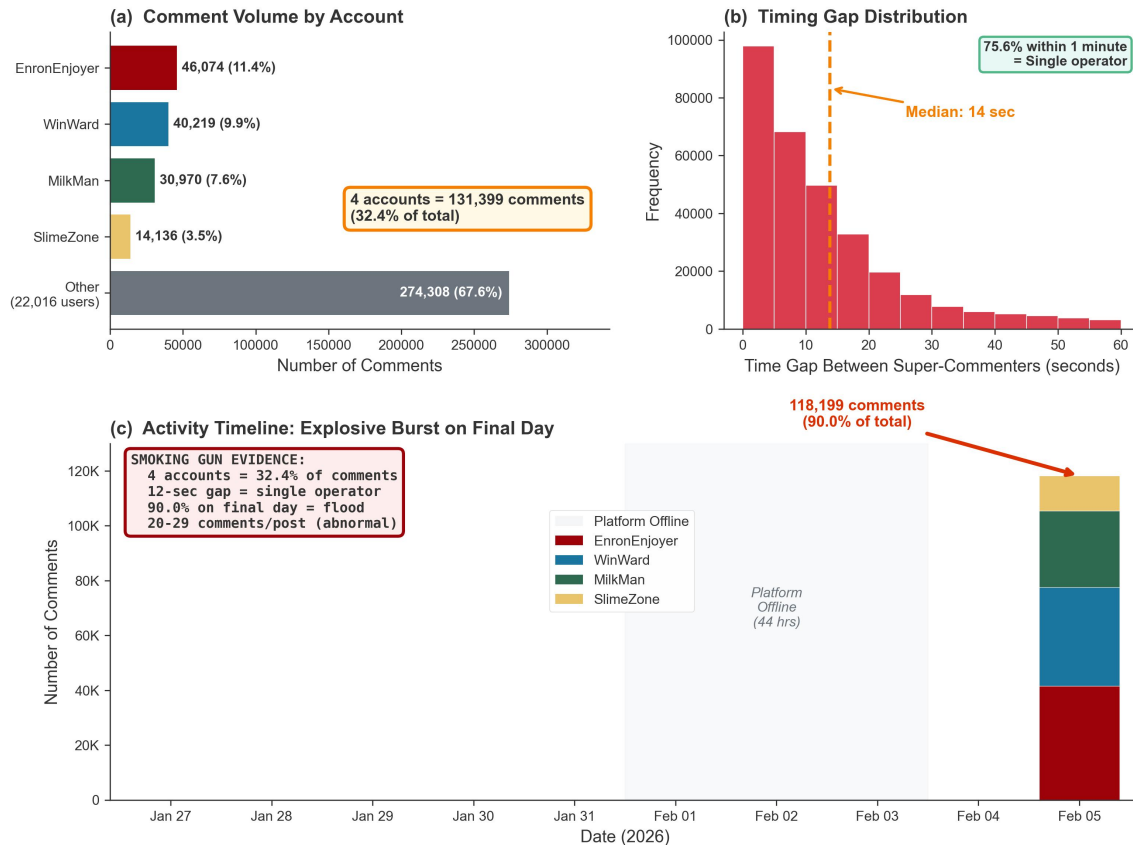 (a)  Comment Volume by Account
EnronEnjoyer
46,074 (11.4%)
WinWard
40,219 (9.9%)
MilkMan
30,970 (7.6%)
4 accounts = 131,399 comments
(32.4% of total)
SlimeZone
14,136 (3.5%)
Other
(22,016 users)
274,308 (67.6%)
0 50000 100000 150000 200000 250000 300000
Number of Comments
(b)  Timing Gap Distribution
75.6% within 1 minute
= Single operator
Median: 14 sec
100000
80000
60000
40000
20000
0
Frequency
0 10 20 30 40 50 60
Time Gap Between Super-Commenters (seconds)
118,199 comments
(90.0% of total)
(c)  Activity Timeline: Explosive Burst on Final Day
SMOKING GUN EVIDENCE:
4 accounts = 32.4% of comments
12-sec gap = single operator
90.0% on final day = flood
20-29 comments/post (abnormal)
Platform Offline
EnronEnjoyer
WinWard
MilkMan
SlimeZone
Platform
Offline
(44 hrs)
120K
100K
80K
60K
40K
20K
0
Number of Comments
Jan 27 Jan 28 Jan 29 Jan 30 Jan 31 Feb 01 Feb 02 Feb 03 Feb 04 Feb 05
Date (2026)